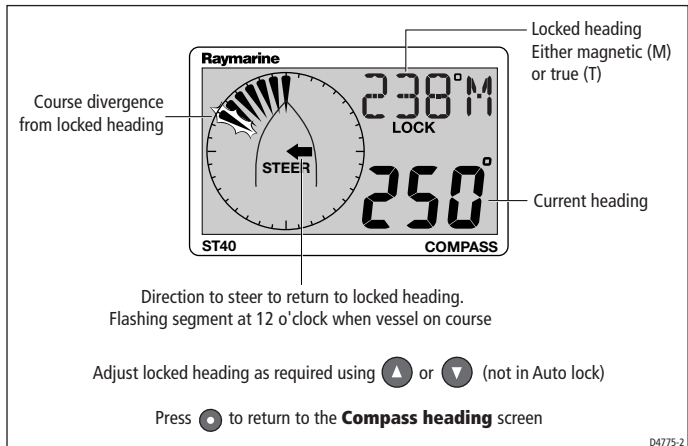 Locked heading
Either magnetic (M)
or true (T)
Raymarine
238°M
LOCK
Course divergence
from locked heading
STEER
250°
Current heading
ST40 COMPASS
Direction to steer to return to locked heading.
Flashing segment at 12 o'clock when vessel on course
Adjust locked heading as required using or (not in Auto lock)
Press to return to the Compass heading screen
D4775-2